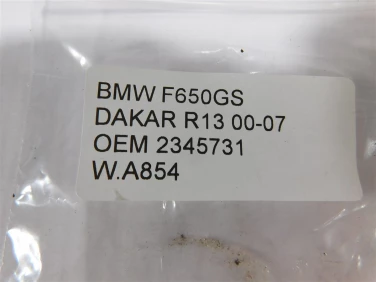 BMW F650GS
DAKAR R13 00-07
OEM 2345731
W.A854